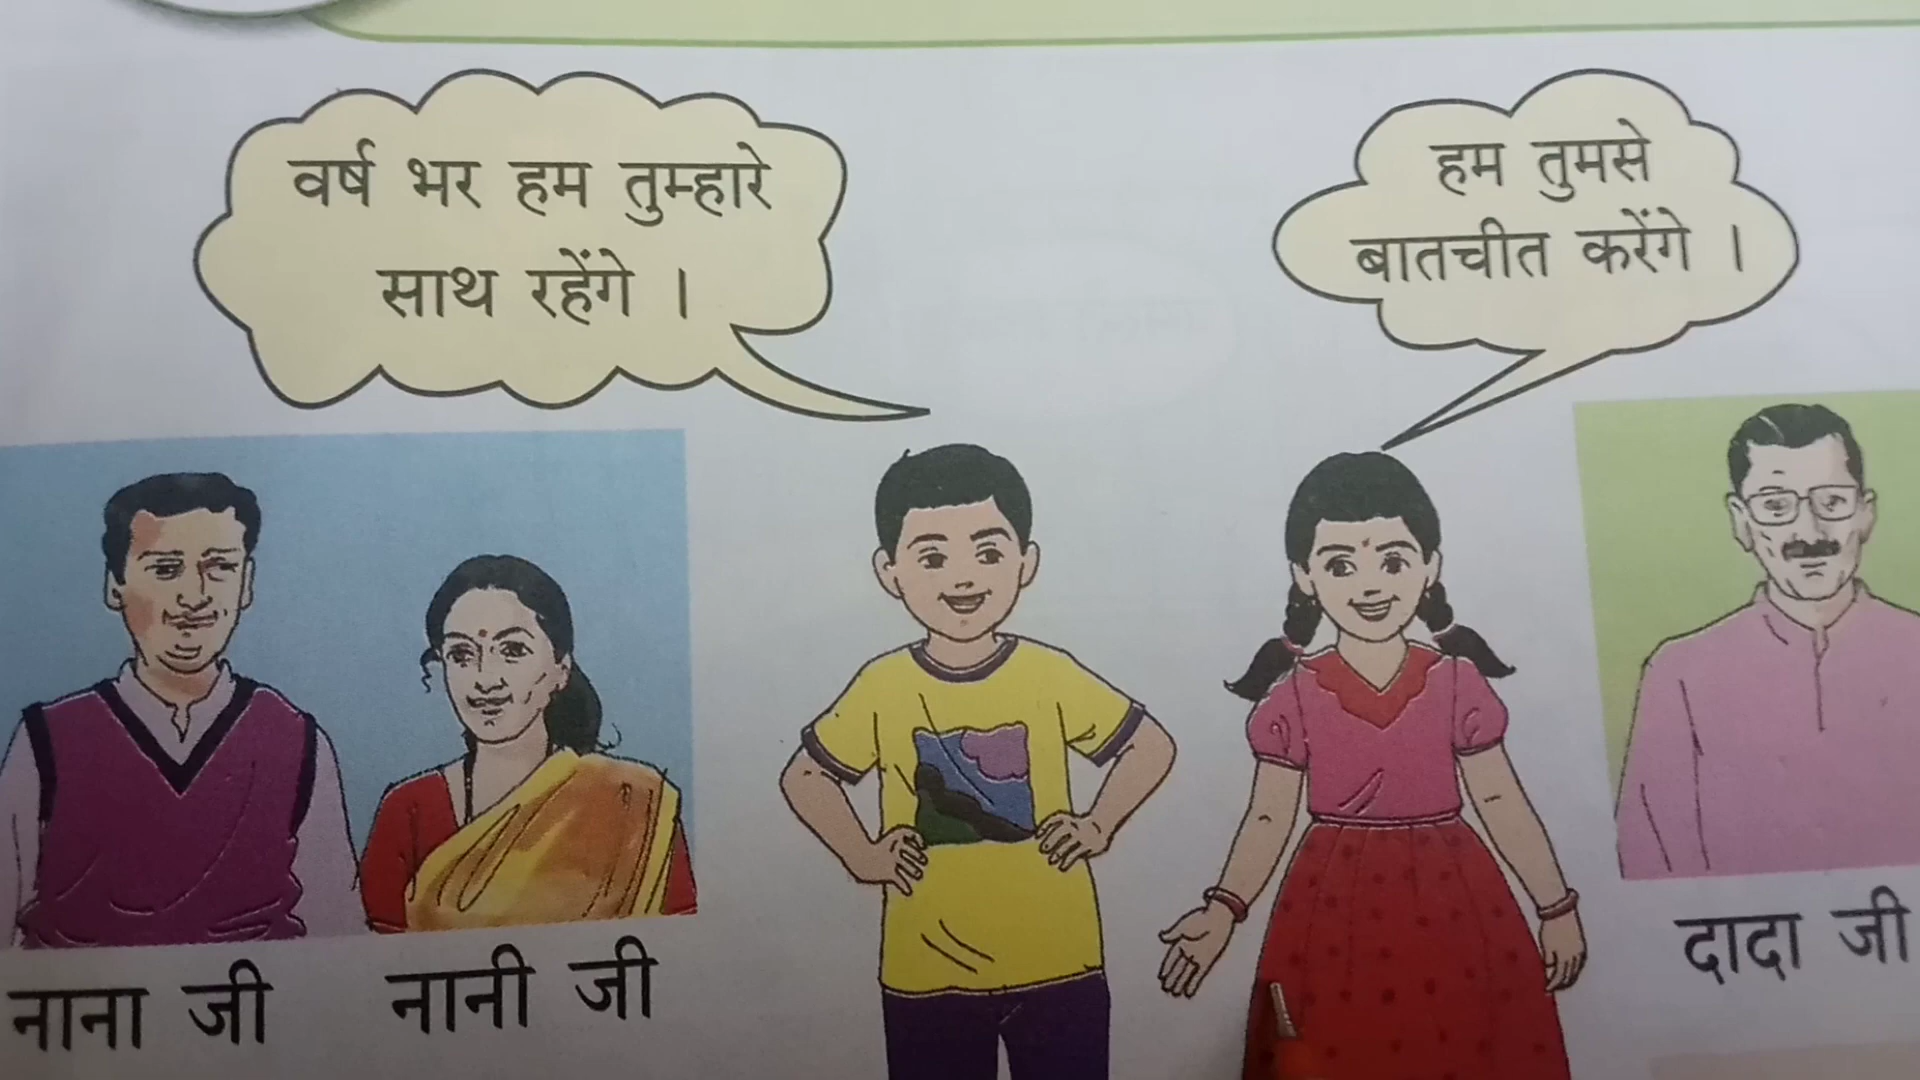 वर्ष भर हम तुम्हारे
साथ रहेंगे ।
हम तुमसे
बातचीत करेंगे ।
नाना जी
नानी जी
दादा जी